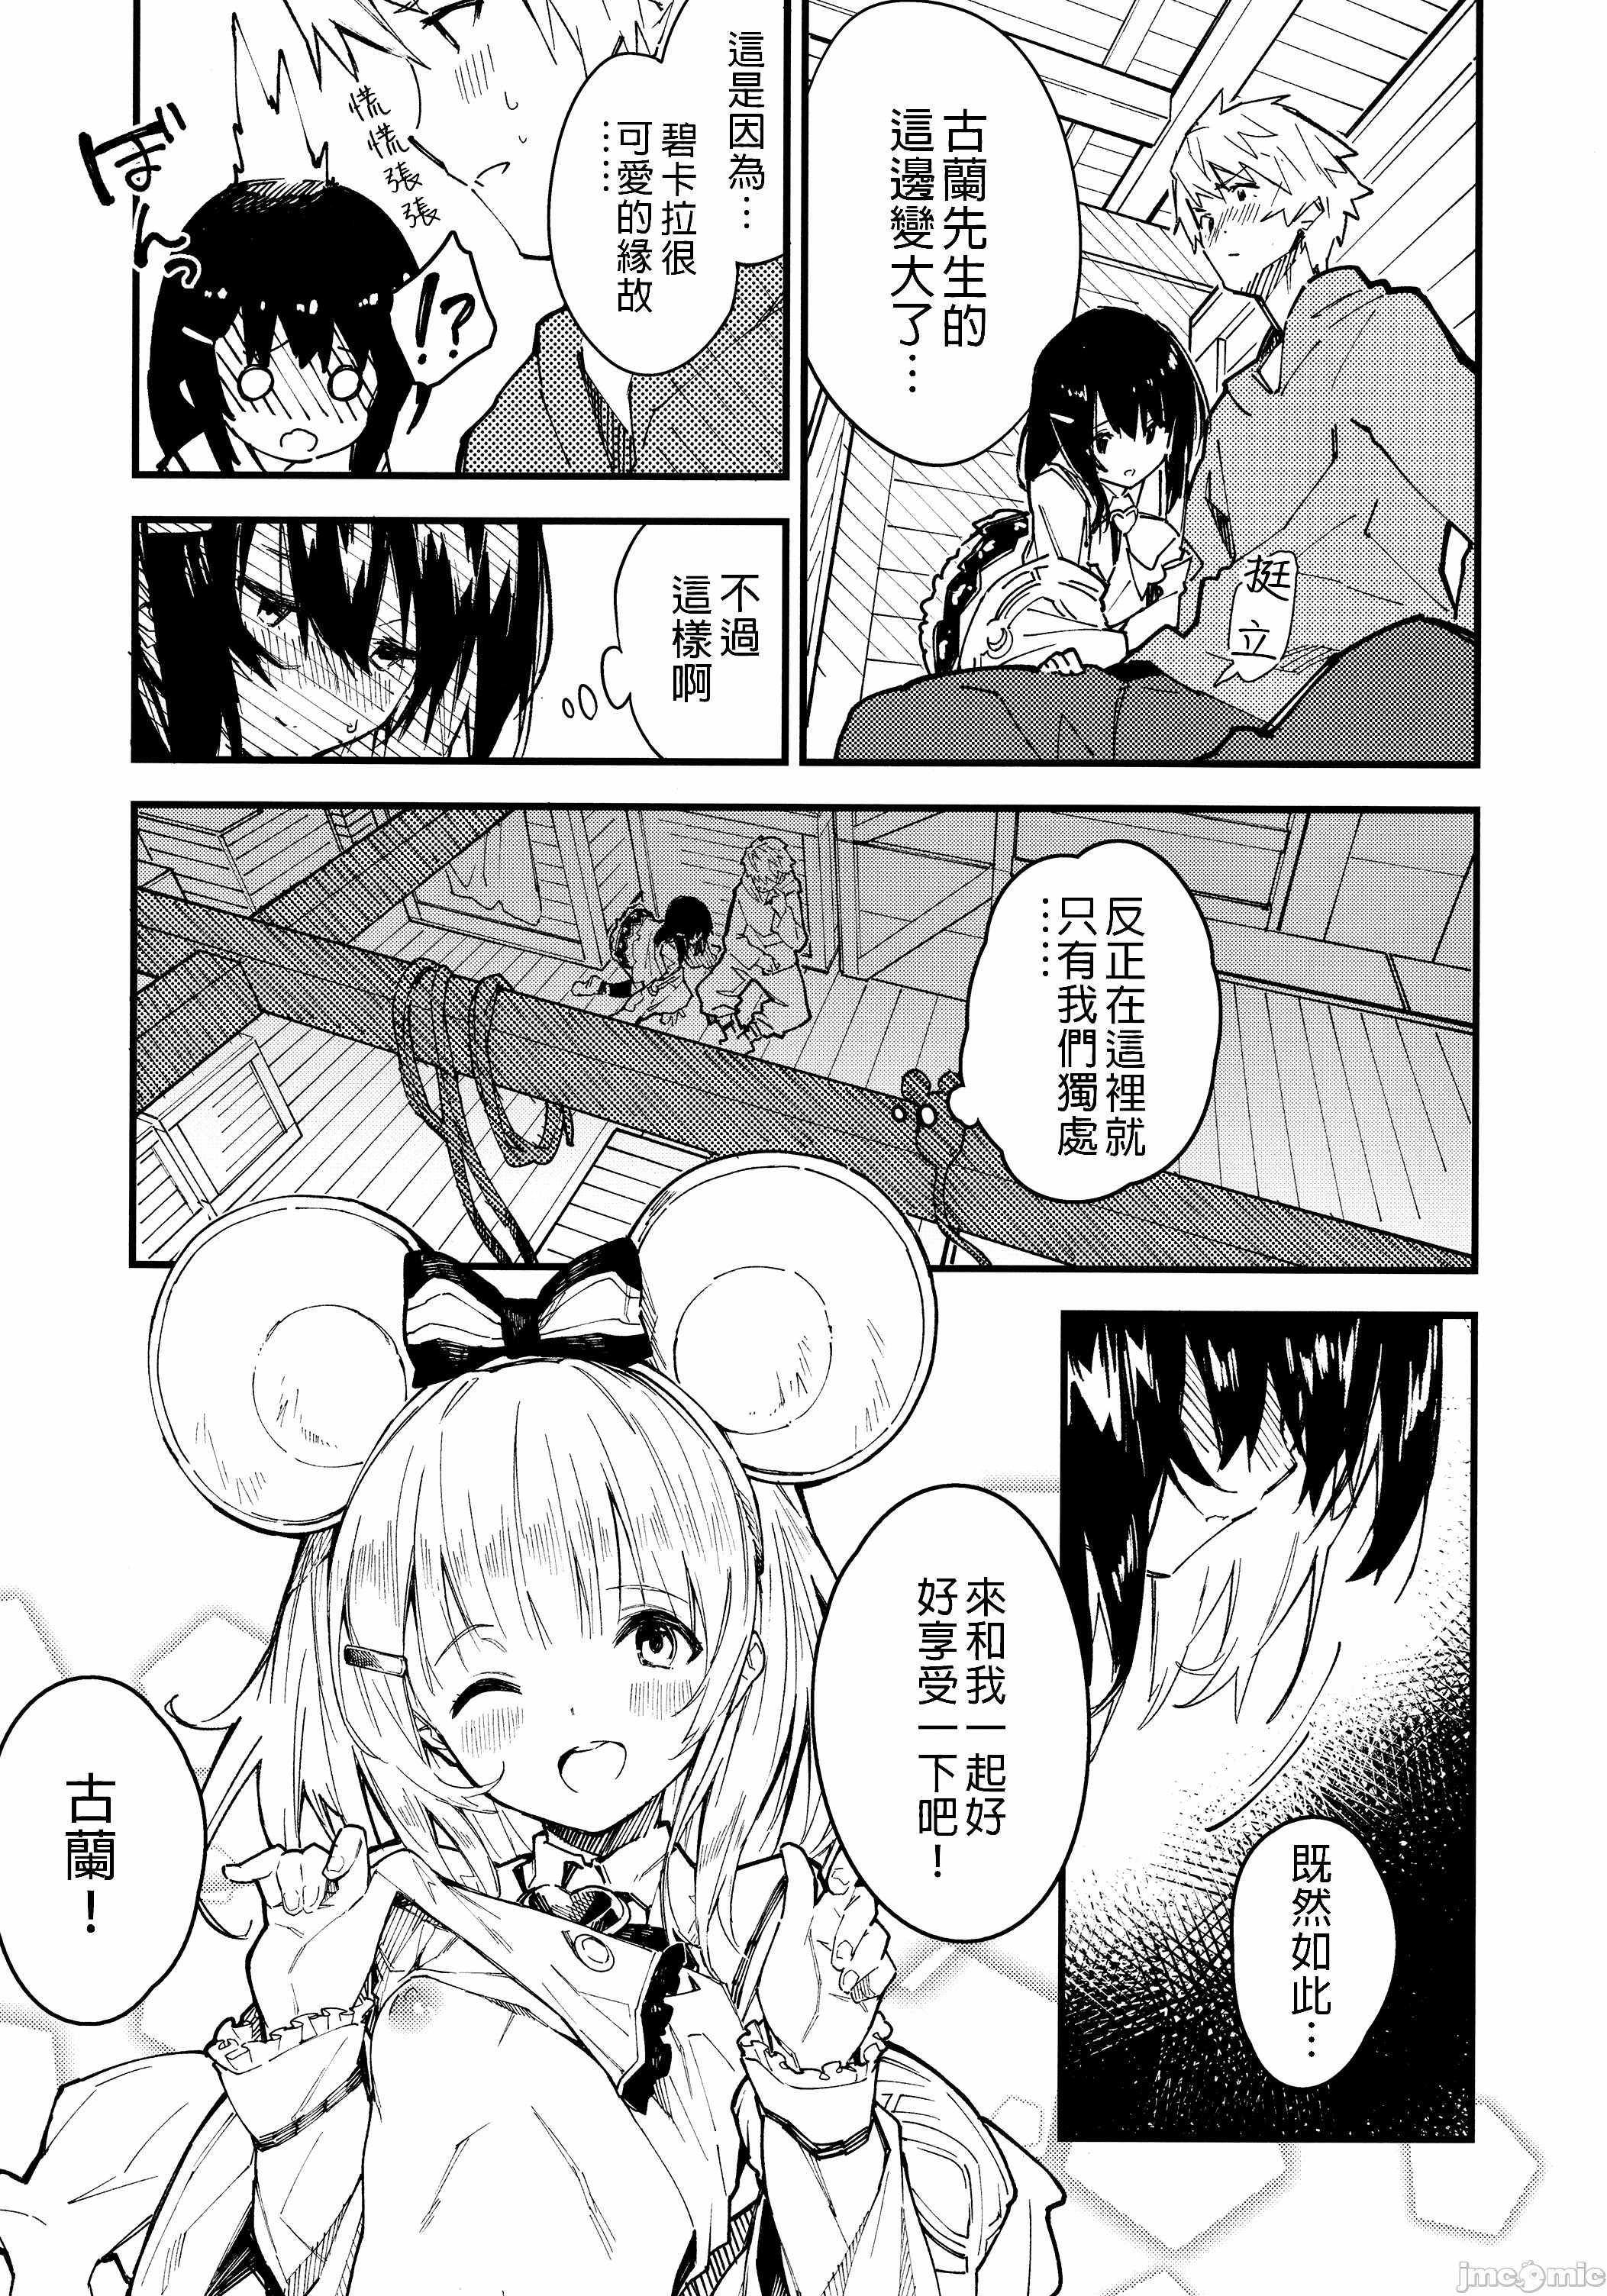 古蘭先生的
這邊變大了…
挺立
這是因為…
碧卡拉很
可愛的緣故
……
慌慌張張
!?
ぼんっ
不過
這樣啊
反正在這裡就
只有我們獨處
……
既然如此…
來和我一起好
好享受一下吧！
古蘭！
jmcomic